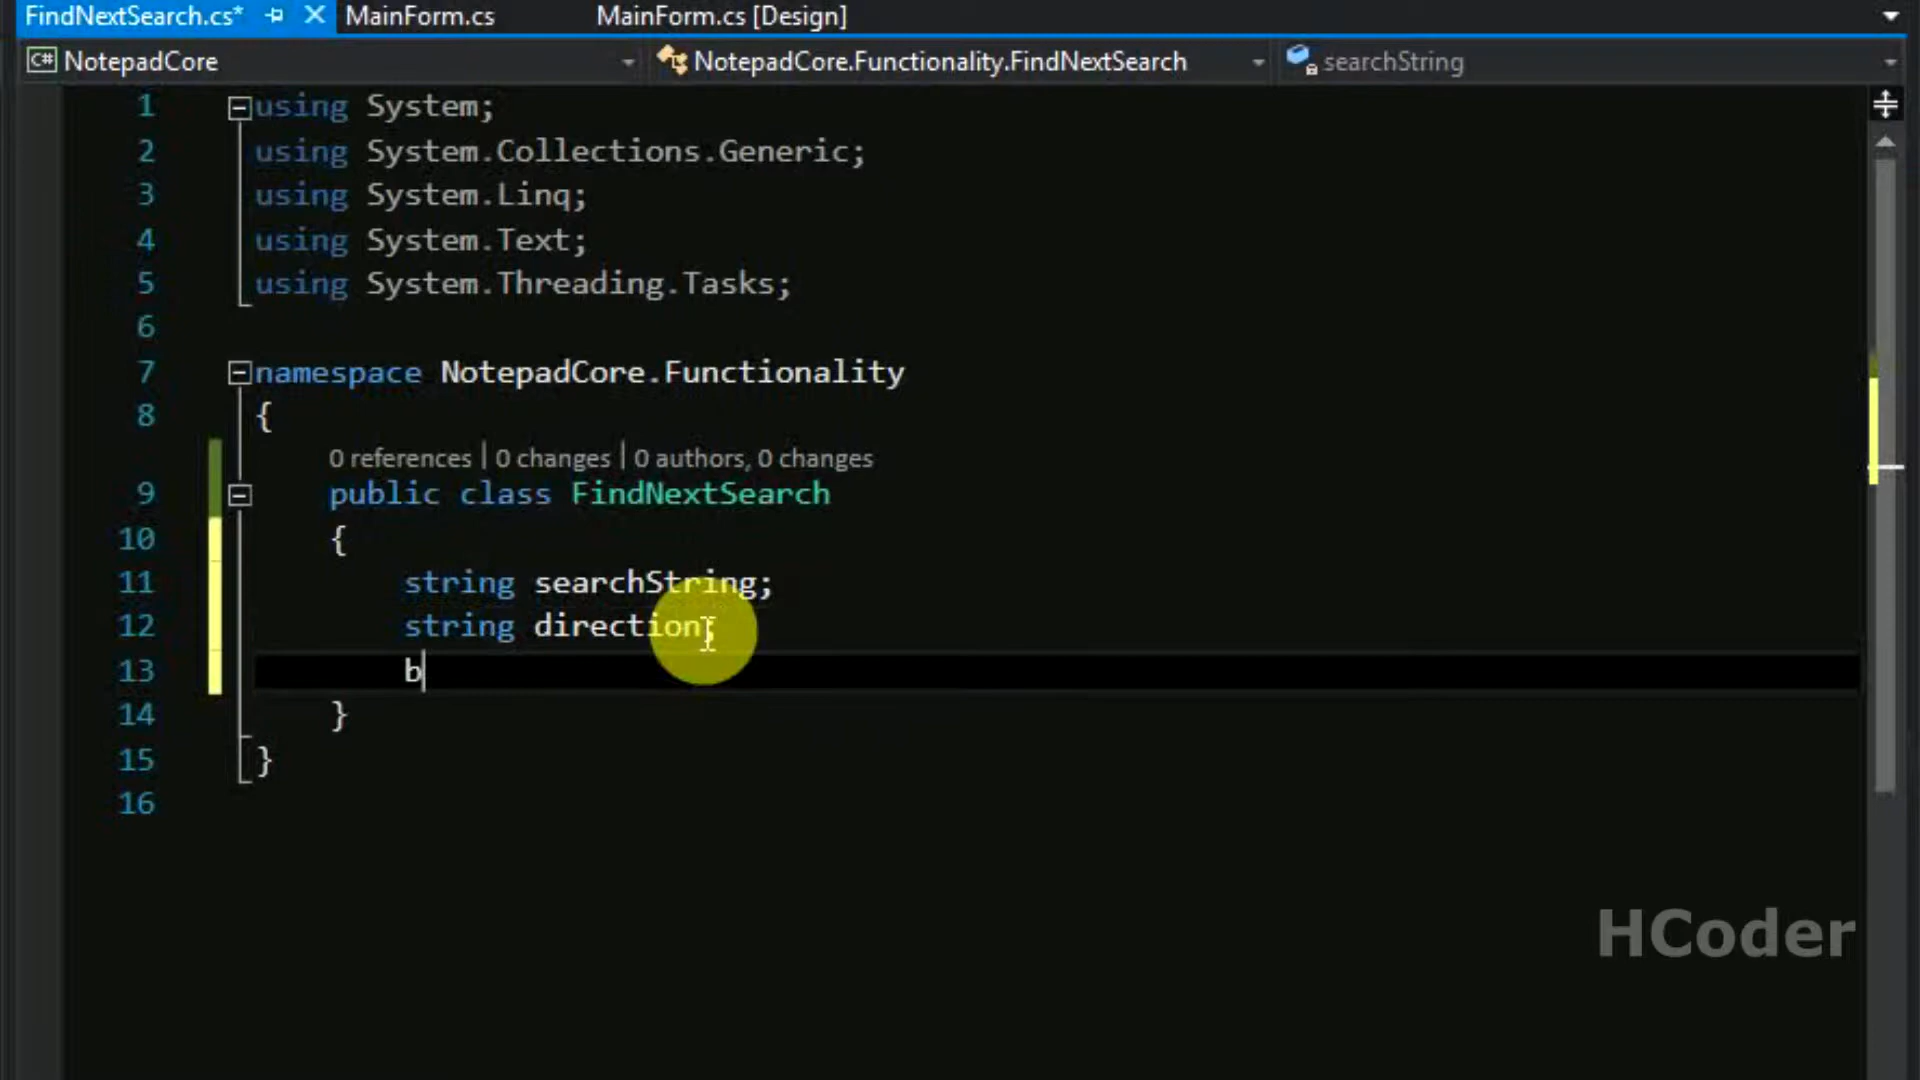 FindNextSearch.cs* MainForm.cs MainForm.cs [Design]
C# NotepadCore NotepadCore.Functionality.FindNextSearch searchString
1 using System;
2 using System.Collections.Generic;
3 using System.Linq;
4 using System.Text;
5 using System.Threading.Tasks;
6
7 namespace NotepadCore.Functionality
8 {
0 references | 0 changes | 0 authors, 0 changes
9 public class FindNextSearch
10 {
11 string searchString;
12 string direction;
13 b
14 }
15 }
16
HCoder